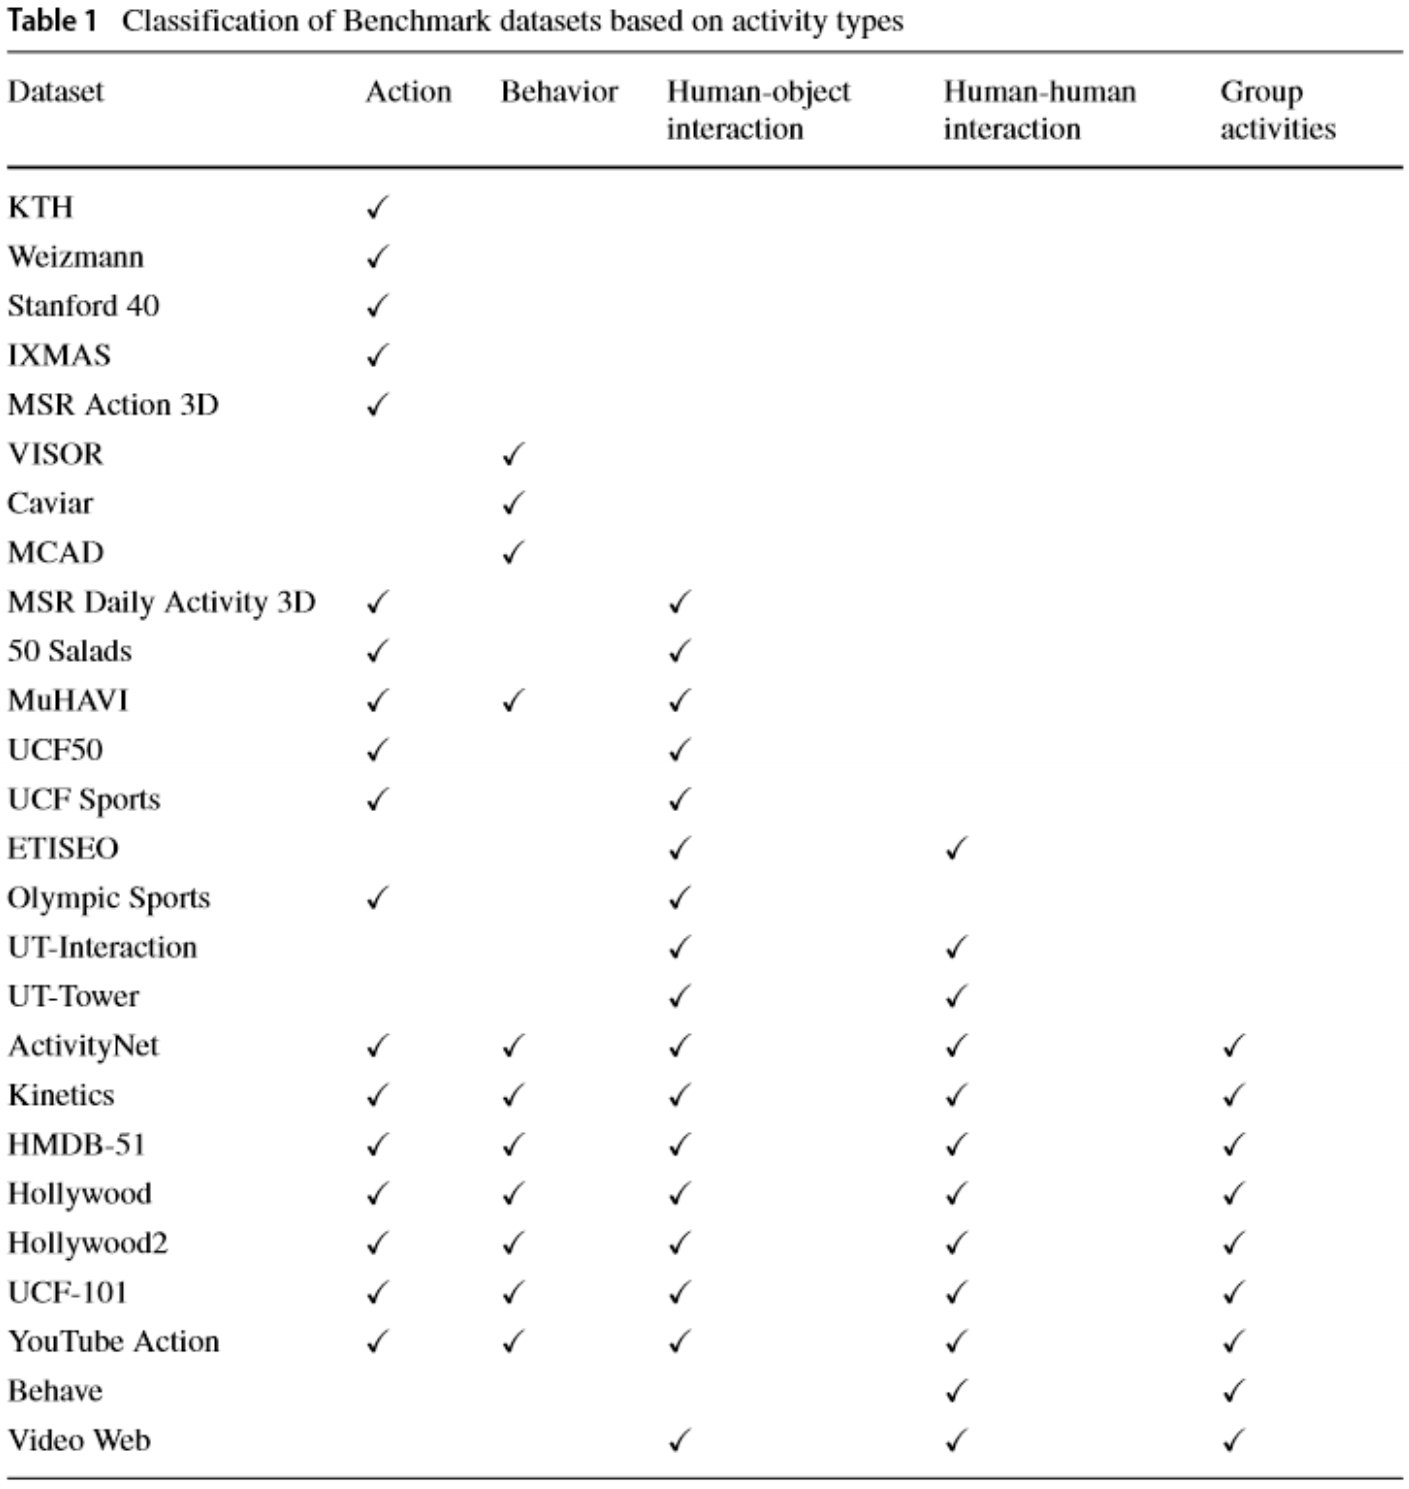 Table 1 Classification of Benchmark datasets based on activity types
Dataset Action Behavior Human-object interaction Human-human interaction Group activities
KTH ✓
Weizmann ✓
Stanford 40 ✓
IXMAS ✓
MSR Action 3D ✓
VISOR ✓
Caviar ✓
MCAD ✓
MSR Daily Activity 3D ✓ ✓
50 Salads ✓ ✓
MuHAVI ✓ ✓ ✓
UCF50 ✓ ✓
UCF Sports ✓ ✓
ETISEO ✓ ✓
Olympic Sports ✓ ✓
UT-Interaction ✓ ✓
UT-Tower ✓ ✓
ActivityNet ✓ ✓ ✓ ✓ ✓
Kinetics ✓ ✓ ✓ ✓ ✓
HMDB-51 ✓ ✓ ✓ ✓ ✓
Hollywood ✓ ✓ ✓ ✓ ✓
Hollywood2 ✓ ✓ ✓ ✓ ✓
UCF-101 ✓ ✓ ✓ ✓ ✓
YouTube Action ✓ ✓ ✓ ✓ ✓
Behave ✓ ✓
Video Web ✓ ✓ ✓